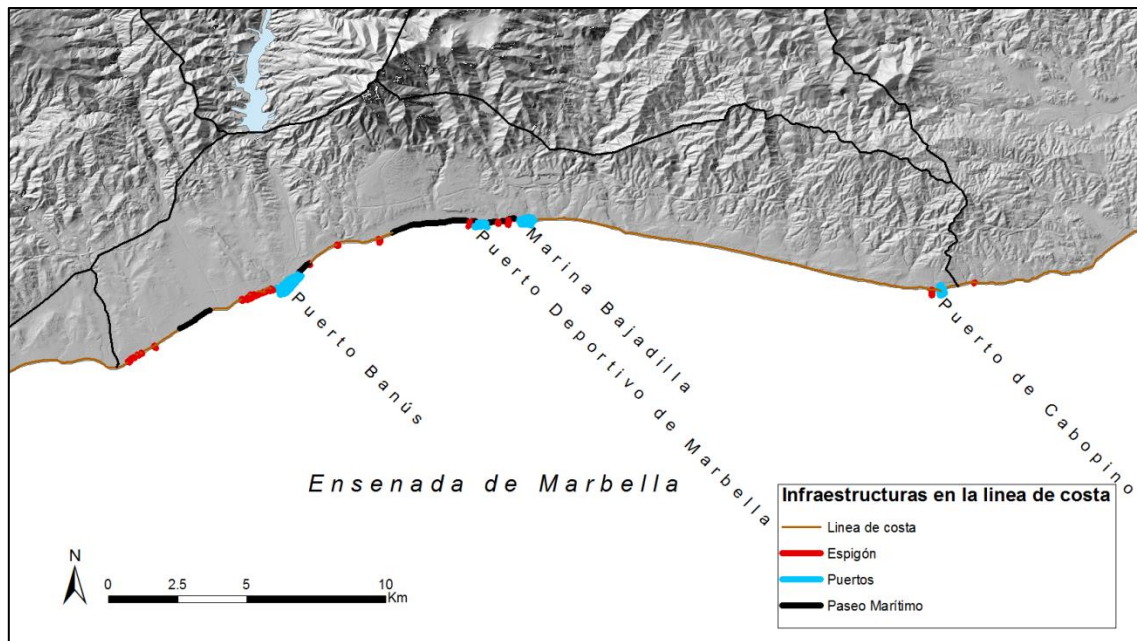 Puerto Banús
Puerto Deportivo de Marbella
Marina Bajadilla
Puerto de Cabopino
Ensenada de Marbella
Infraestructuras en la linea de costa
Linea de costa
Espigón
Puertos
Paseo Marítimo
N
0 2.5 5 10
Km